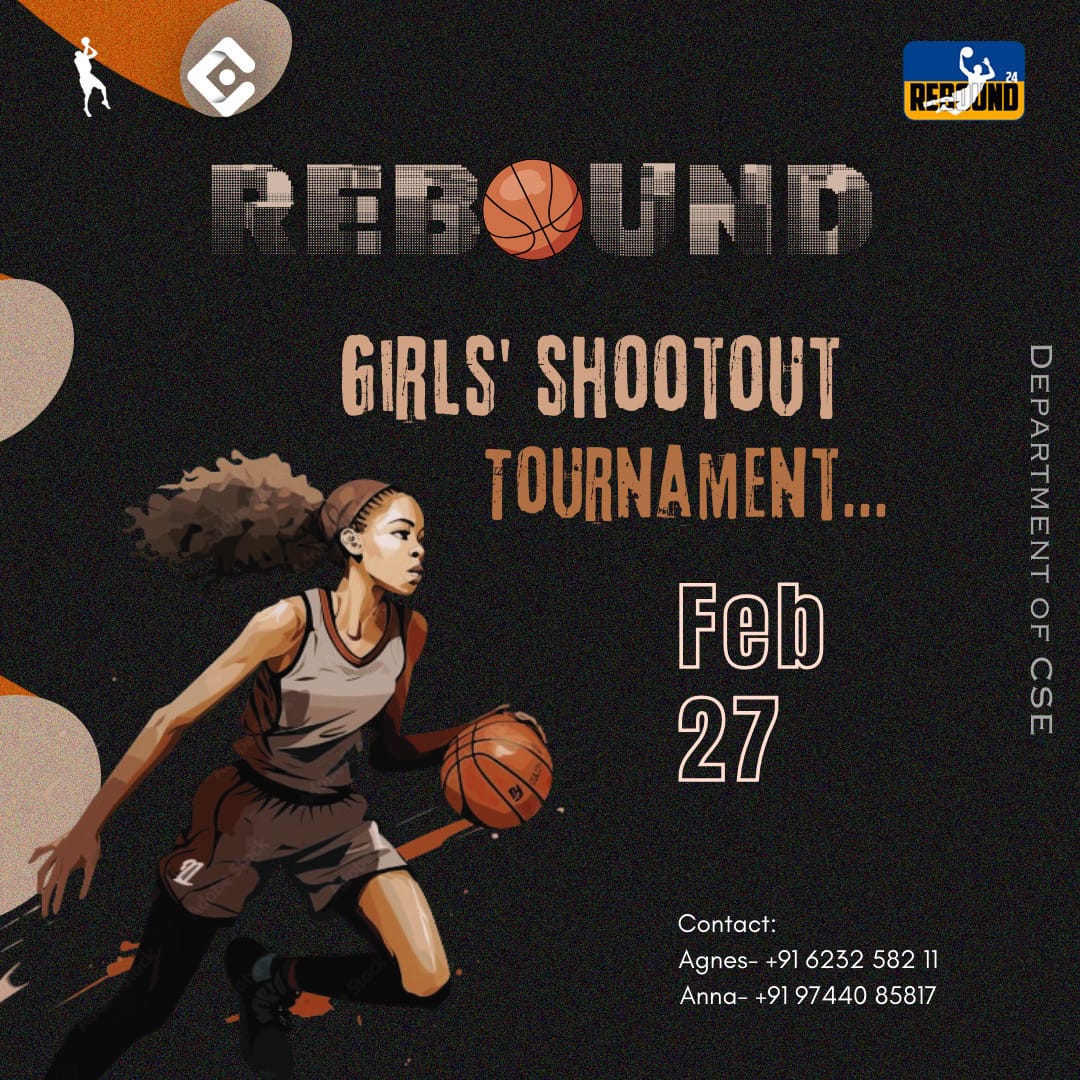 24
REBOUND
REBOUND
GIRLS' SHOOTOUT
TOURNAMENT...
Feb
27
DEPARTMENT OF CSE
Contact:
Agnes- +91 6232 582 11
Anna- +91 97440 85817